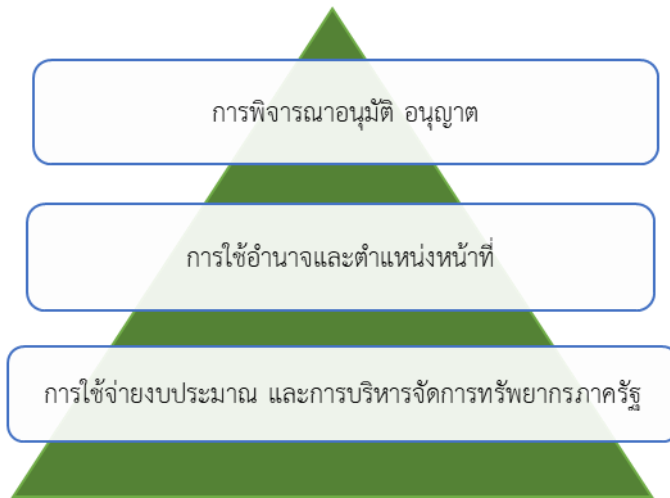 การพิจารณาอนุมัติ อนุญาต
การใช้อำนาจและตำแหน่งหน้าที่
การใช้จ่ายงบประมาณ และการบริหารจัดการทรัพยากรภาครัฐ